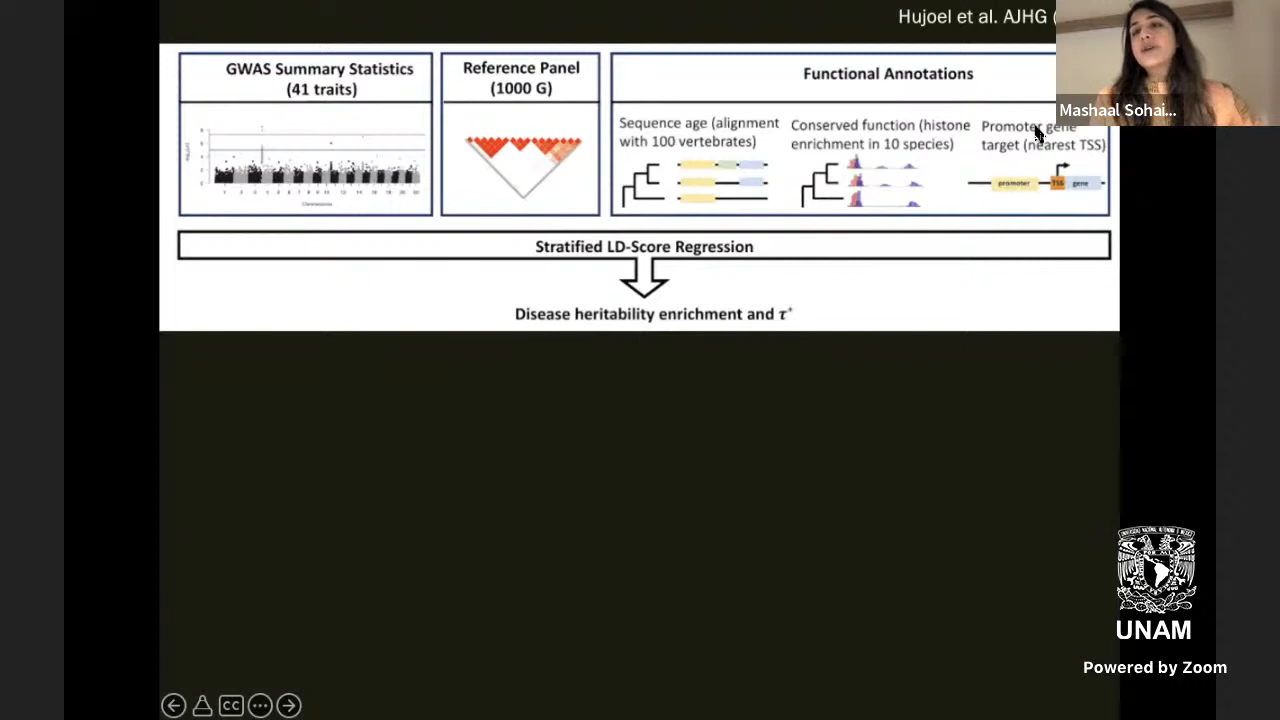 Hujoel et al. AJHG (
Mashaal Sohai...
GWAS Summary Statistics
(41 traits)
Reference Panel
(1000 G)
Functional Annotations
Sequence age (alignment
with 100 vertebrates)
Conserved function (histone
enrichment in 10 species)
Promoter gene
target (nearest TSS)
promoter
TSS
gene
Chromosome
Stratified LD-Score Regression
Disease heritability enrichment and τ*
CC
UNAM
Powered by Zoom